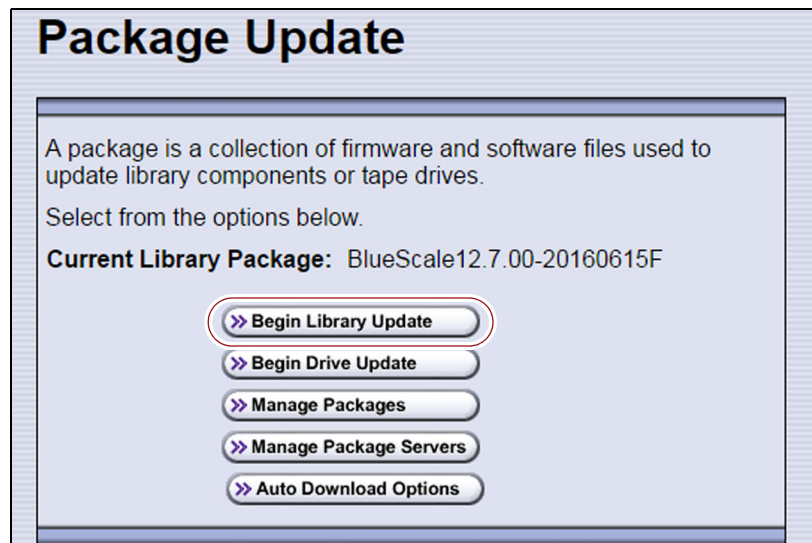 Package Update
A package is a collection of firmware and software files used to
update library components or tape drives.
Select from the options below.
Current Library Package: BlueScale12.7.00-20160615F
Begin Library Update
Begin Drive Update
Manage Packages
Manage Package Servers
Auto Download Options